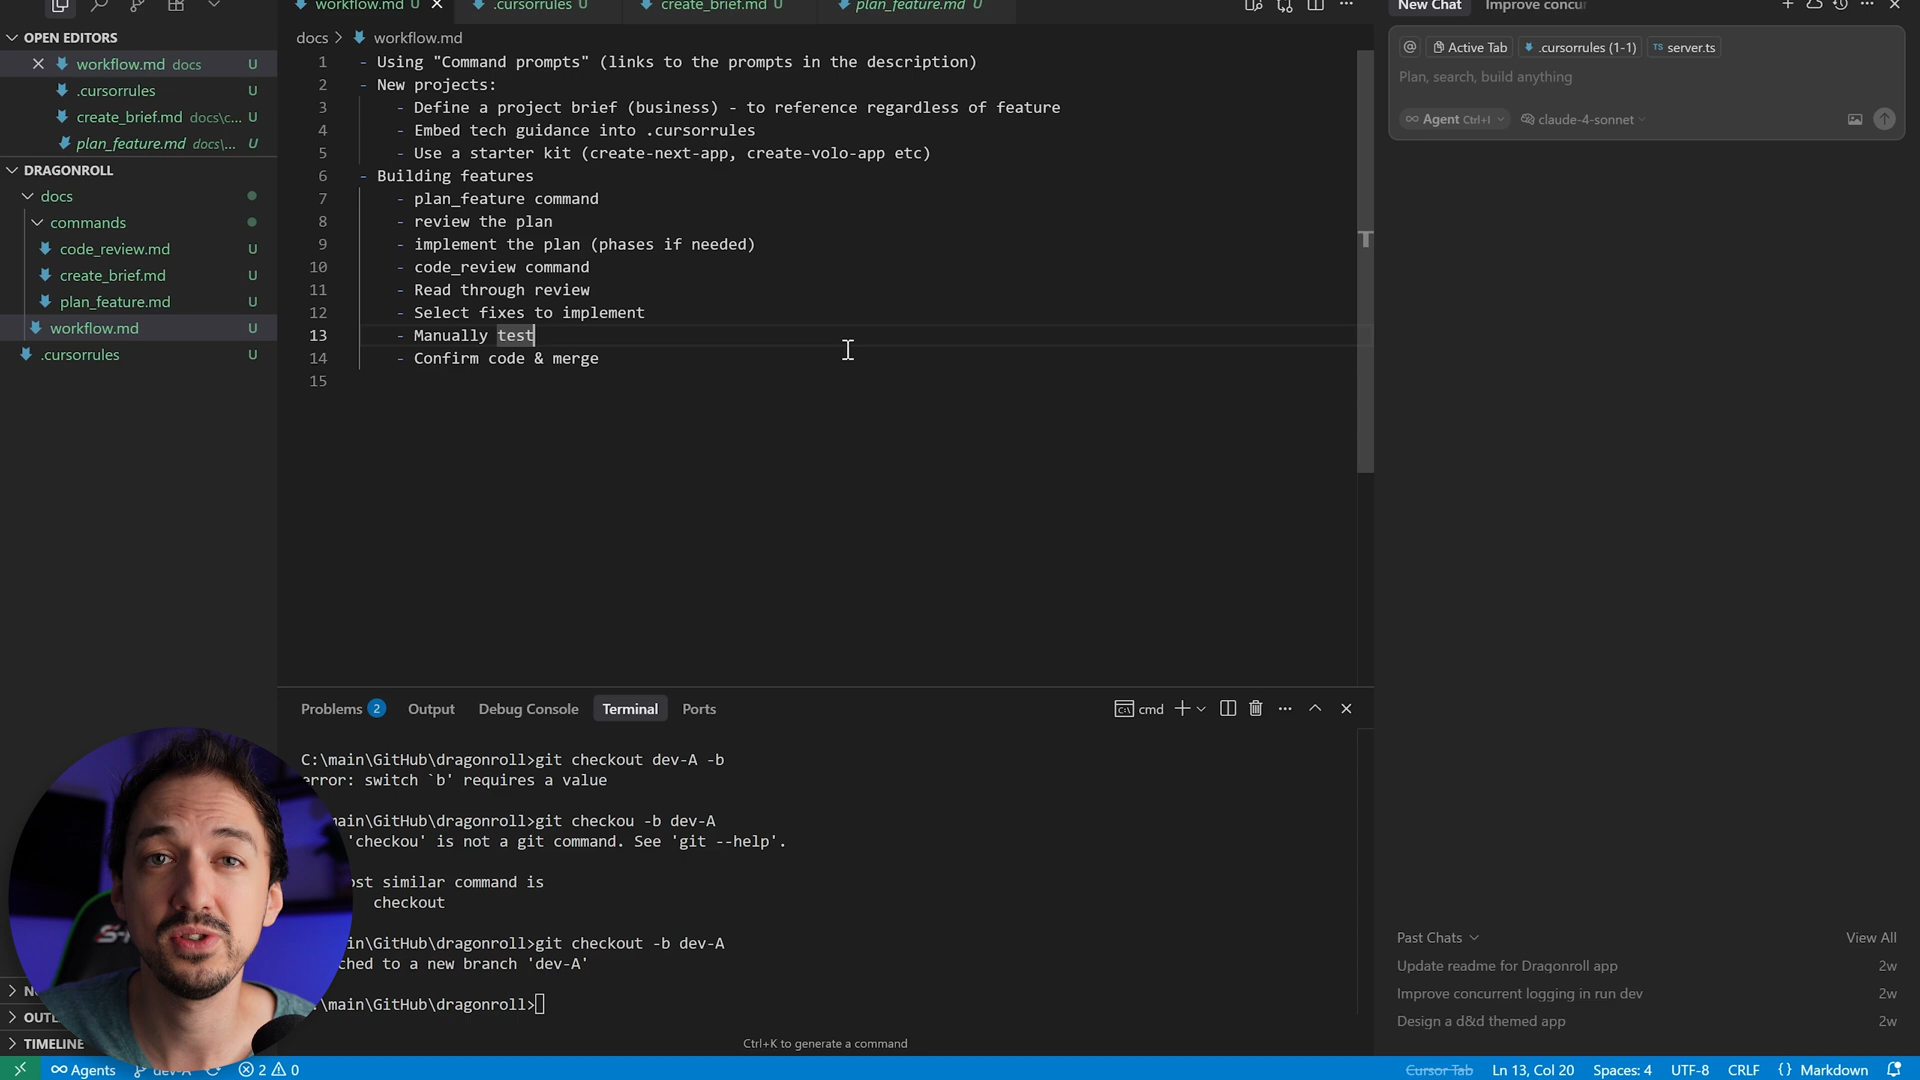 workflow.md U
.cursorrules U
create_brief.md U
plan_feature.md U
New Chat
Improve concur
OPEN EDITORS
workflow.md docs U
.cursorrules U
create_brief.md docs\c... U
plan_feature.md docs\... U
DRAGONROLL
docs
commands
code_review.md U
create_brief.md U
plan_feature.md U
workflow.md U
.cursorrules U
docs > workflow.md
1 - Using "Command prompts" (links to the prompts in the description)
2 - New projects:
3 - Define a project brief (business) - to reference regardless of feature
4 - Embed tech guidance into .cursorrules
5 - Use a starter kit (create-next-app, create-volo-app etc)
6 - Building features
7 - plan_feature command
8 - review the plan
9 - implement the plan (phases if needed)
10 - code_review command
11 - Read through review
12 - Select fixes to implement
13 - Manually test
14 - Confirm code & merge
15
@ Active Tab .cursorrules (1-1) TS server.ts
Plan, search, build anything
∞ Agent Ctrl+I claude-4-sonnet
Problems 2 Output Debug Console Terminal Ports
cmd
C:\main\GitHub\dragonroll>git checkout dev-A -b
error: switch `b' requires a value
ain\GitHub\dragonroll>git checkou -b dev-A
'checkou' is not a git command. See 'git --help'.
ost similar command is
checkout
in\GitHub\dragonroll>git checkout -b dev-A
ched to a new branch 'dev-A'
\main\GitHub\dragonroll>
Ctrl+K to generate a command
Past Chats View All
Update readme for Dragonroll app 2w
Improve concurrent logging in run dev 2w
Design a d&d themed app 2w
OUTL
TIMELINE
∞ Agents dev-A 2 0
Cursor Tab Ln 13, Col 20 Spaces: 4 UTF-8 CRLF {} Markdown